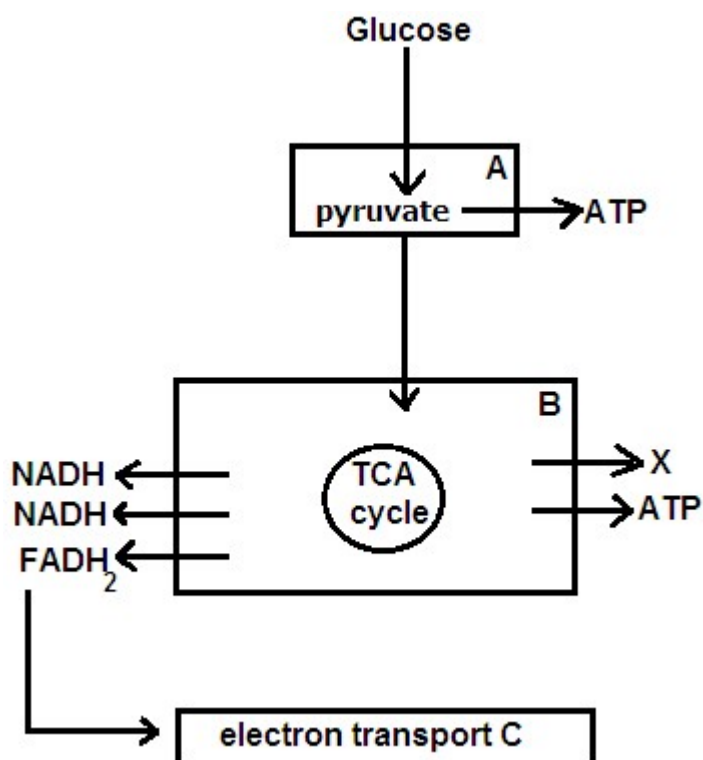 Glucose
A
pyruvate
ATP
B
TCA
cycle
X
ATP
NADH
NADH
FADH2
electron transport C